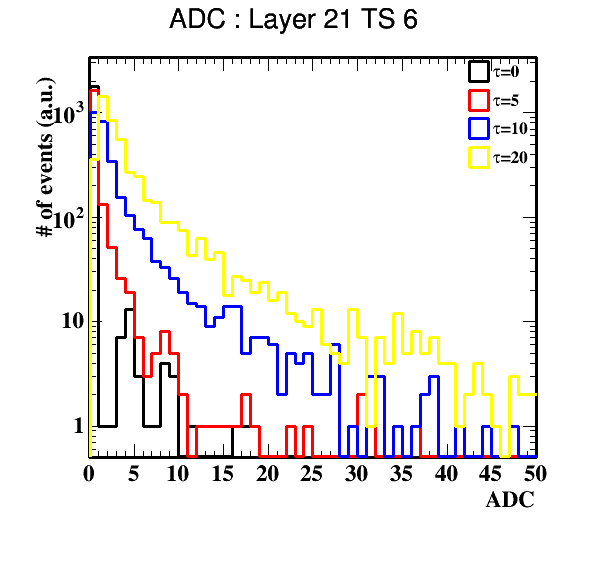 ADC : Layer 21 TS 6
# of events (a.u.)
10³
10²
10
1
τ=0
τ=5
τ=10
τ=20
0 5 10 15 20 25 30 35 40 45 50
ADC